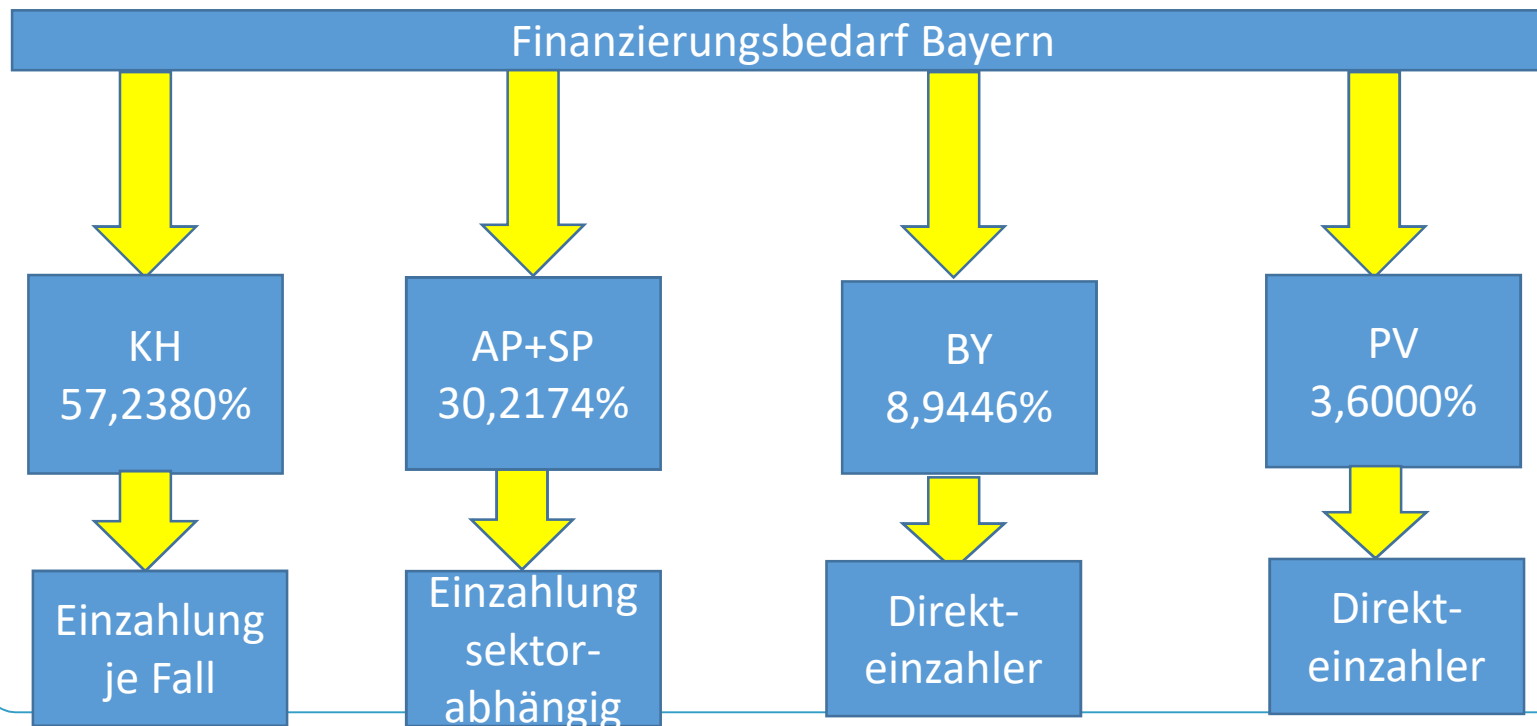 Finanzierungsbedarf Bayern
KH
57,2380%
AP+SP
30,2174%
BY
8,9446%
PV
3,6000%
Einzahlung
je Fall
Einzahlung
sektor-
abhängig
Direkt-
einzahler
Direkt-
einzahler